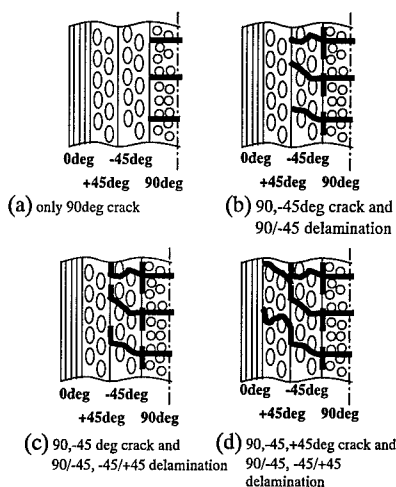 0deg -45deg
+45deg 90deg
(a) only 90deg crack
0deg -45deg
+45deg 90deg
(b) 90,-45deg crack and
90/-45 delamination
0deg -45deg
+45deg 90deg
(c) 90,-45 deg crack and
90/-45, -45/+45 delamination
0deg -45deg
+45deg 90deg
(d) 90,-45,+45deg crack and
90/-45, -45/+45
delamination